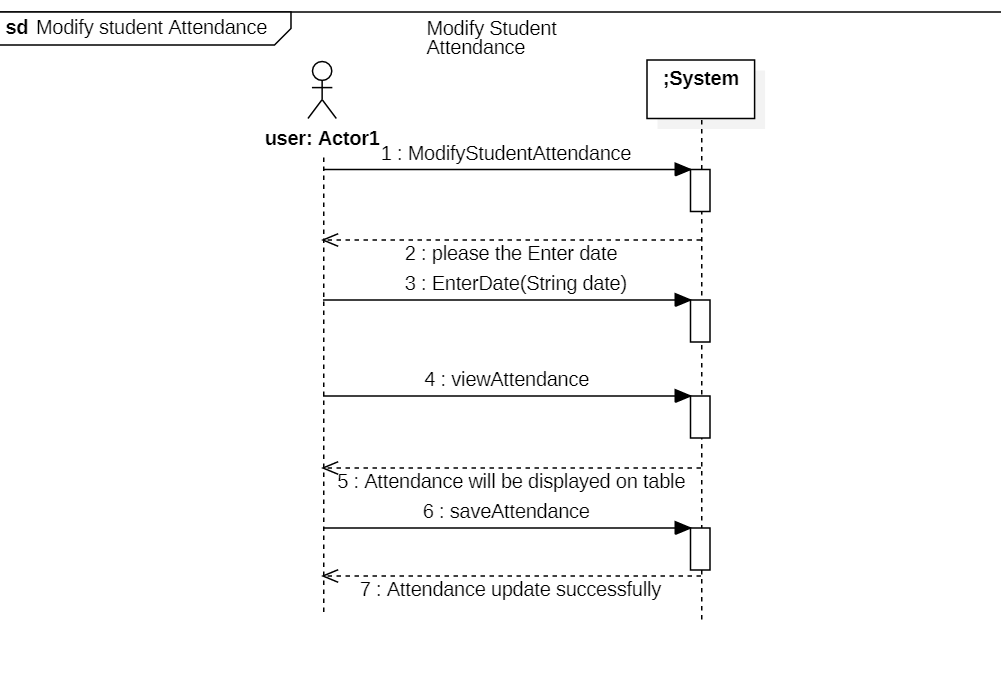 sd Modify student Attendance
Modify Student
Attendance
;System
user: Actor1
1 : ModifyStudentAttendance
2 : please the Enter date
3 : EnterDate(String date)
4 : viewAttendance
5 : Attendance will be displayed on table
6 : saveAttendance
7 : Attendance update successfully